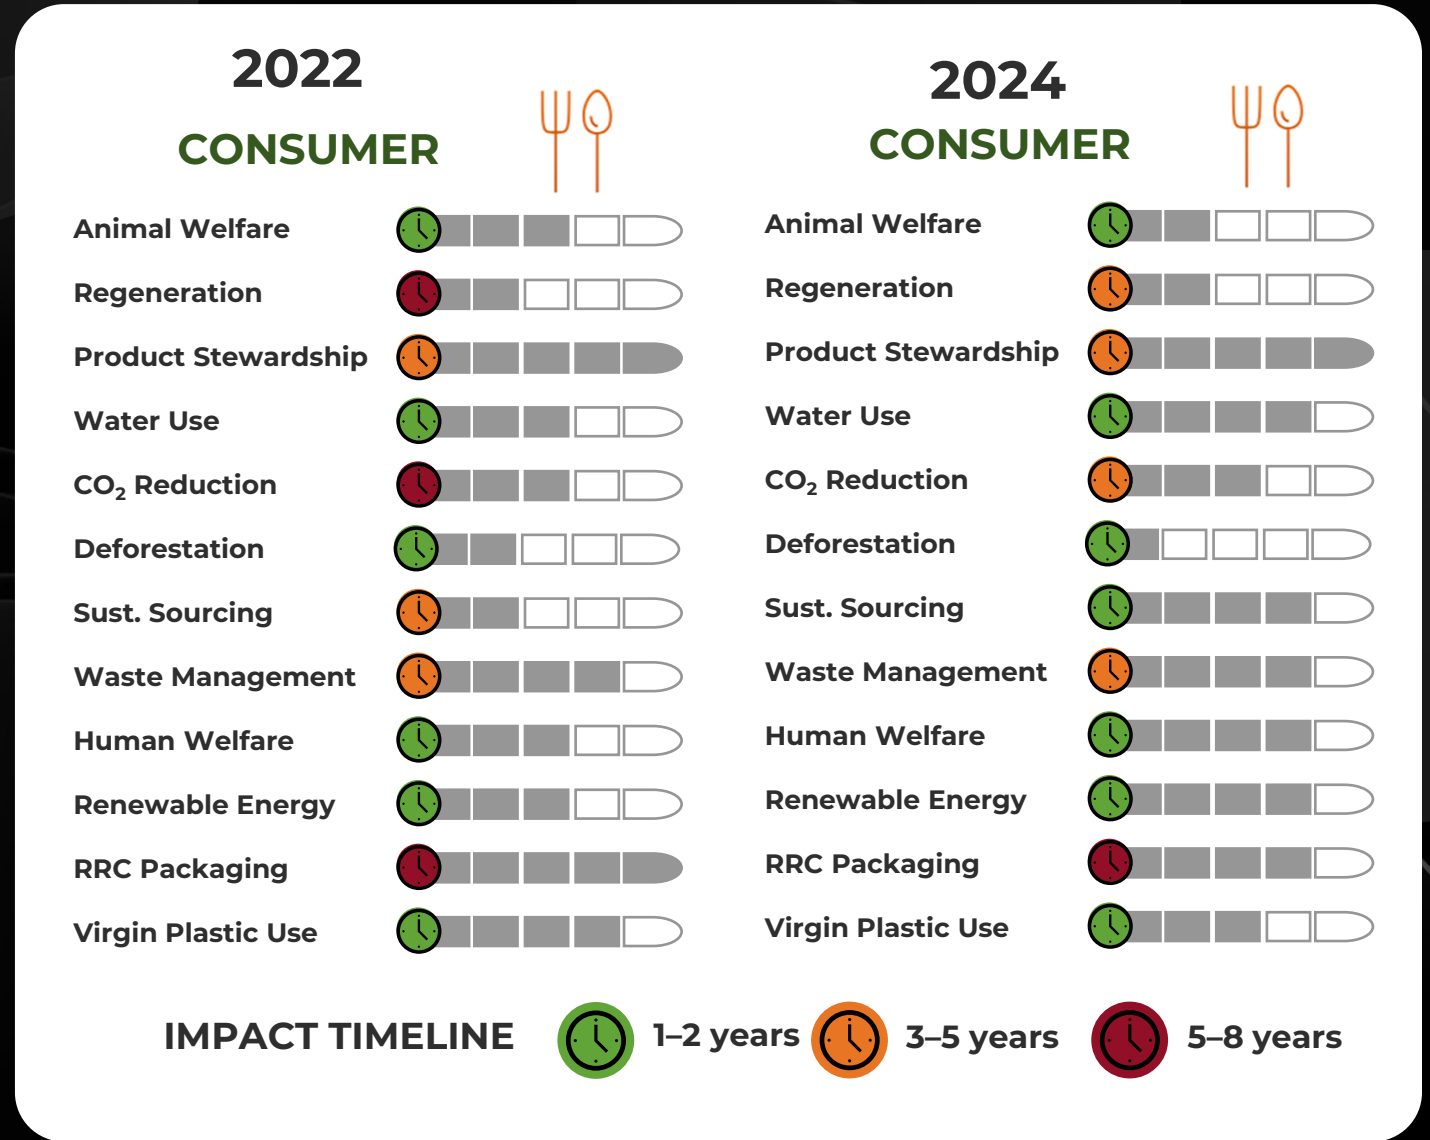 2022
CONSUMER
Animal Welfare
Regeneration
Product Stewardship
Water Use
CO₂ Reduction
Deforestation
Sust. Sourcing
Waste Management
Human Welfare
Renewable Energy
RRC Packaging
Virgin Plastic Use
2024
CONSUMER
Animal Welfare
Regeneration
Product Stewardship
Water Use
CO₂ Reduction
Deforestation
Sust. Sourcing
Waste Management
Human Welfare
Renewable Energy
RRC Packaging
Virgin Plastic Use
IMPACT TIMELINE 1–2 years 3–5 years 5–8 years